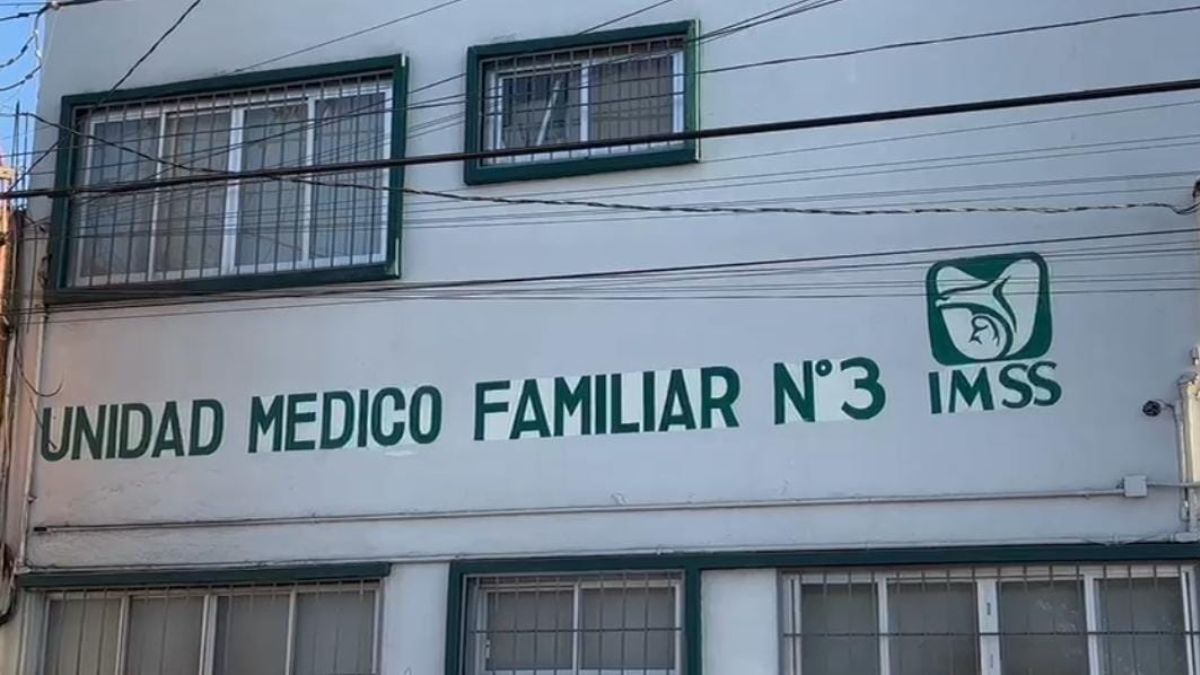 UNIDAD MEDICO FAMILIAR N°3
IMSS